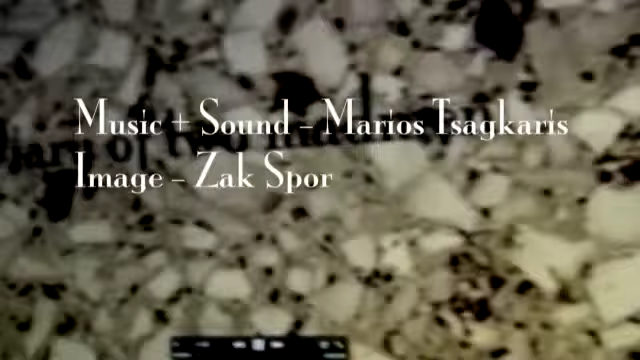 Music + Sound – Marios Tsagkaris
Image – Zak Spor